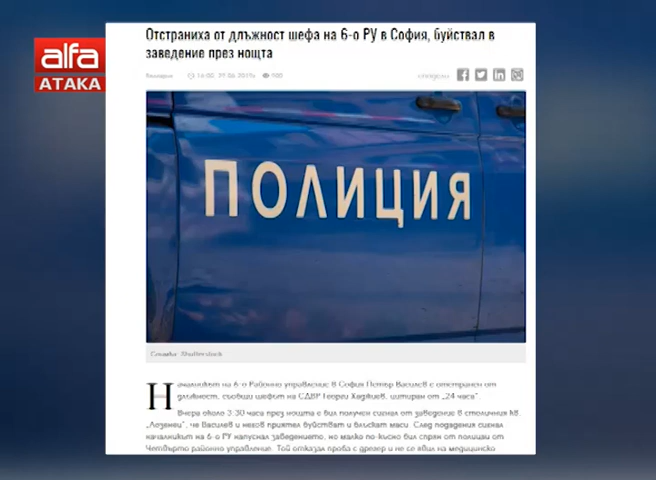 alfa
АТАКА
Отстраниха от длъжност шефа на 6-о РУ в София, буйствал в
заведение през нощта
ПОЛИЦИЯ
Снимка: Shutterstock
Началникът на 6-о Районно управление в София Петър Василев е отстранен от
длъжност, съобщи шефът на СДВР Георги Хаджиев, цитиран от „24 часа".
Вчера около 3:30 часа през нощта е бил получен сигнал от заведение в столичния кв.
„Лозенец", че Василев и негов приятел буйстват и блъскат маси. След подадения сигнал
началникът на 6-о РУ напуснал заведението, но малко по-късно бил спрян от полицаи от
Четвърто районно управление. Той отказал проба с дрегер и не се явил на медицинско